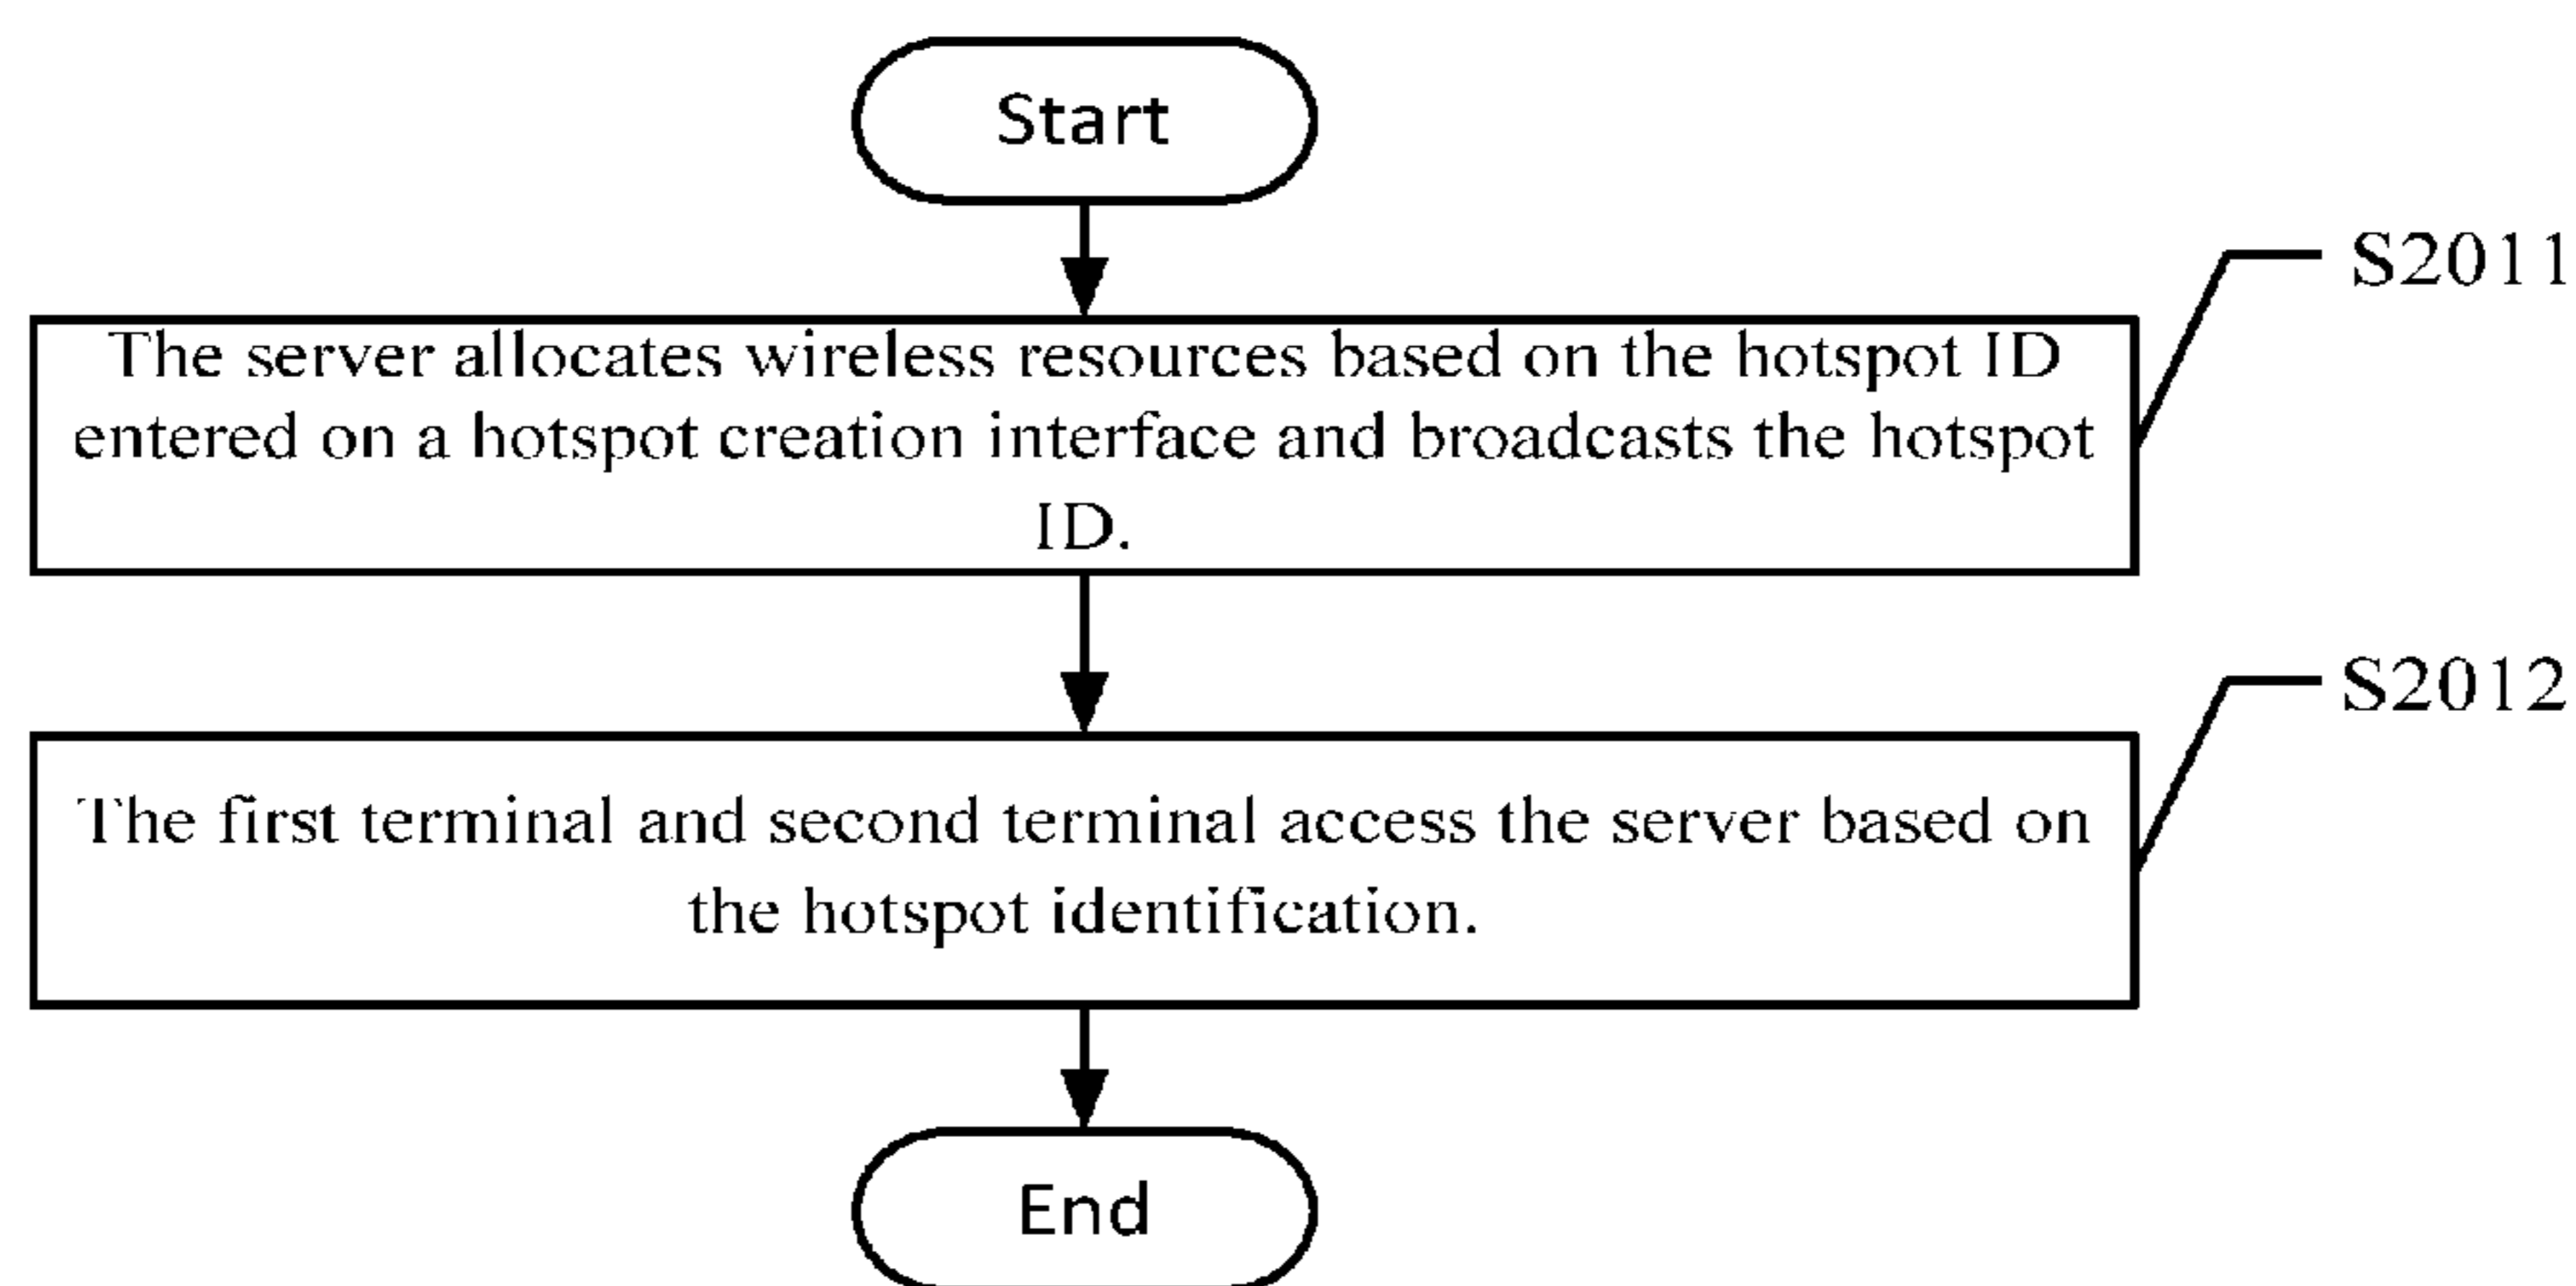 Start
S2011
The server allocates wireless resources based on the hotspot ID
entered on a hotspot creation interface and broadcasts the hotspot
ID.
S2012
The first terminal and second terminal access the server based on
the hotspot identification.
End